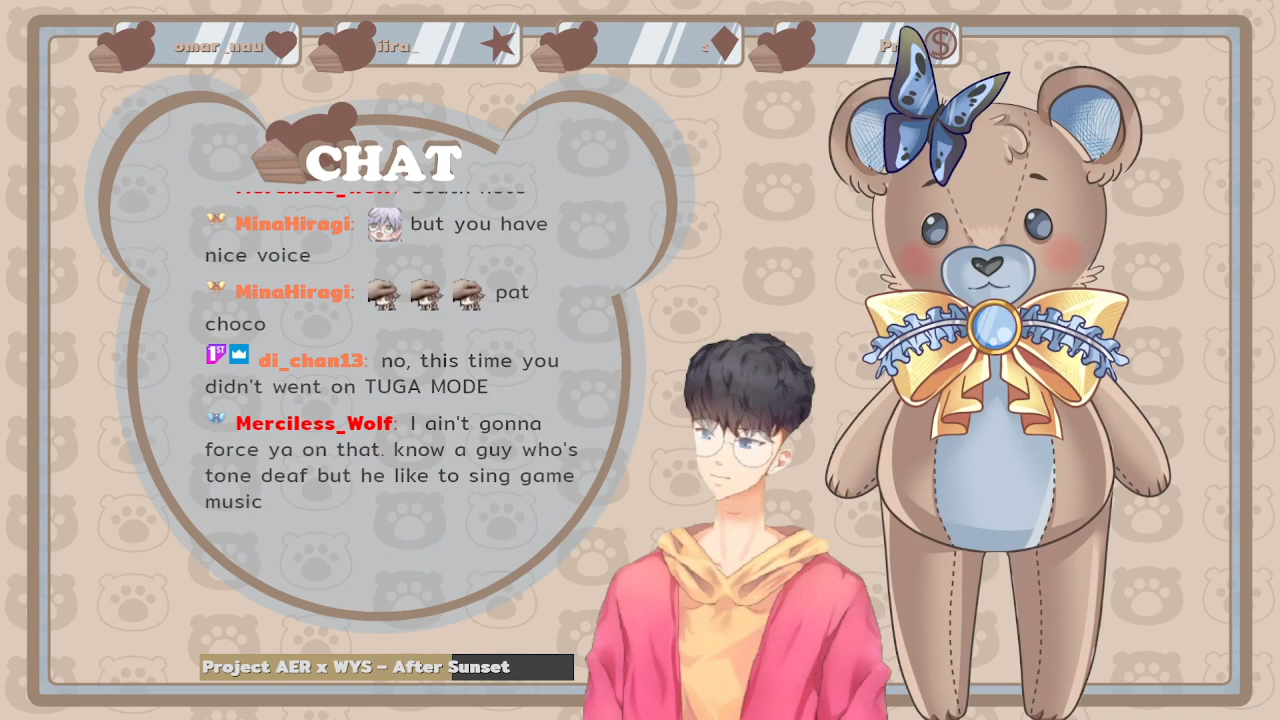 omar_nau
iira_
s
Pr
CHAT
MinaHiragi: but you have
nice voice
MinaHiragi: pat
choco
1ST di_chan13: no, this time you
didn't went on TUGA MODE
Merciless_Wolf: I ain't gonna
force ya on that. know a guy who's
tone deaf but he like to sing game
music
Project AER x WYS - After Sunset